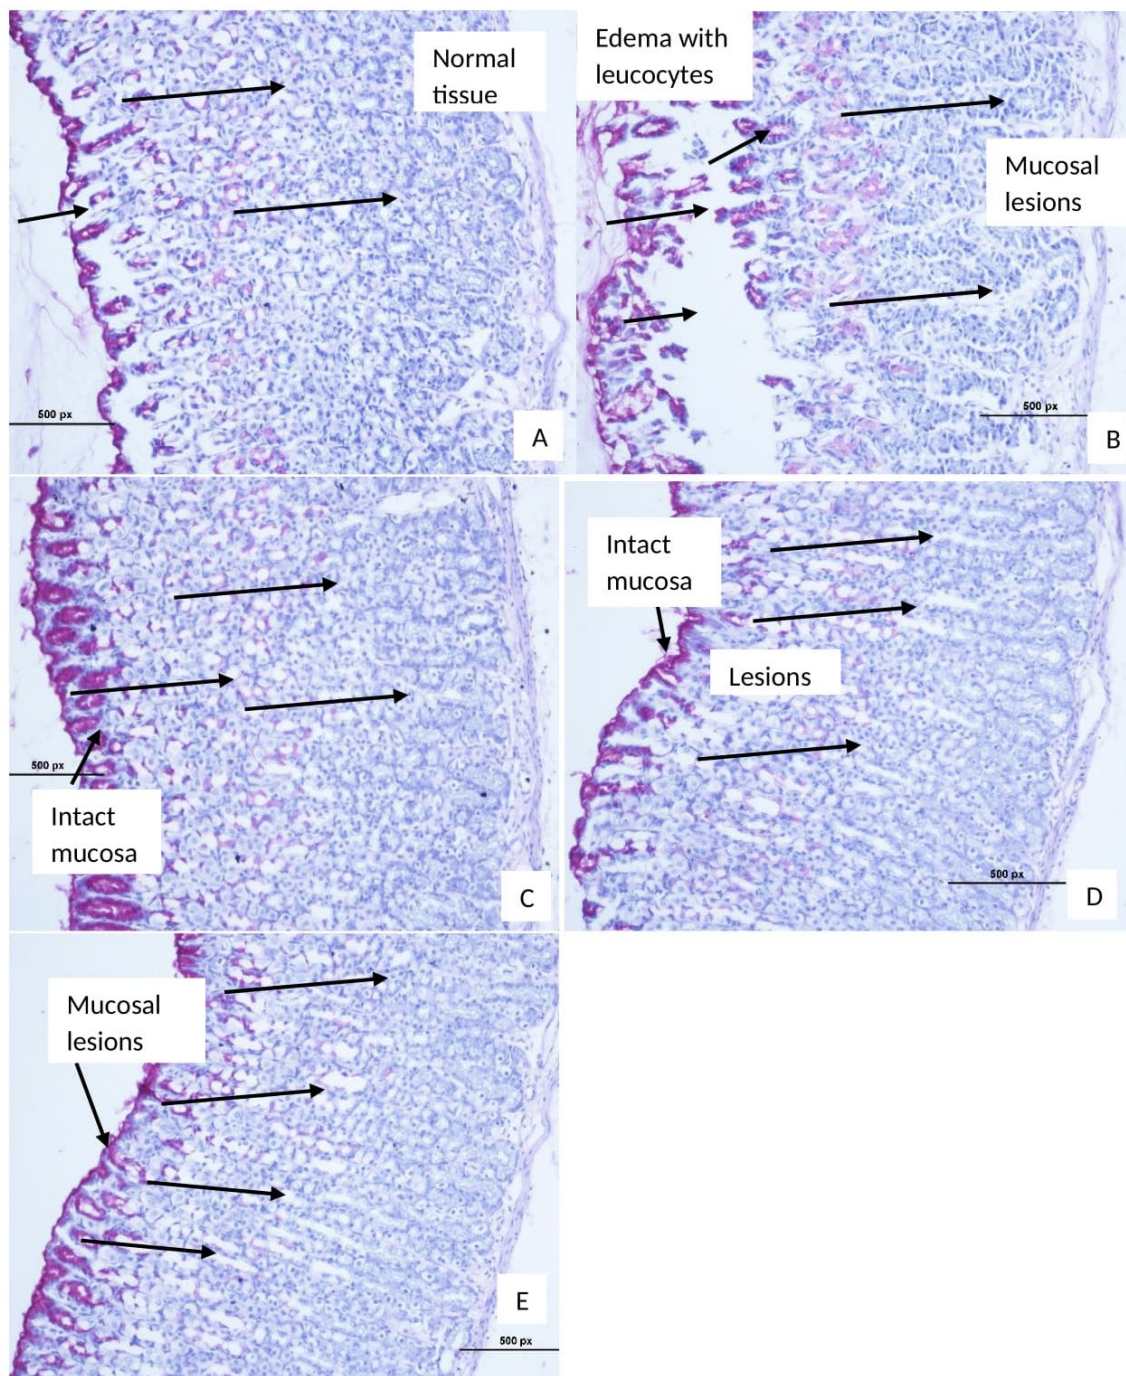 Normal
tissue
500 px
A
Edema with
leucocytes
Mucosal
lesions
500 px
B
500 px
Intact
mucosa
C
Intact
mucosa
Lesions
500 px
D
Mucosal
lesions
E
500 px